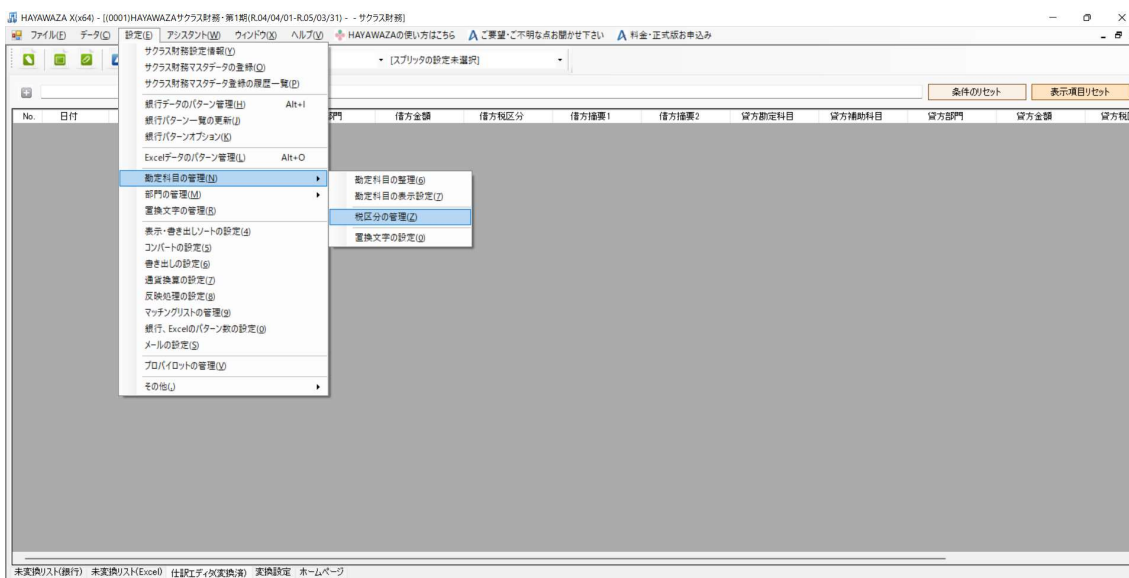 HAYAWAZA X(x64) - [(0001)HAYAWAZAサクラス財務・第1期(R.04/04/01-R.05/03/31) - - サクラス財務]
ファイル(F) データ(C) 設定(E) アシスタント(W) ウィンドウ(X) ヘルプ(V) HAYAWAZAの使い方はこちら ご要望・ご不明な点お聞かせ下さい 料金・正式版お申込み
サクラス財務設定情報(Y)
サクラス財務マスタデータの登録(O)
サクラス財務マスタデータ登録の履歴一覧(P)
銀行データのパターン管理(H) Alt+I
銀行パターン一覧の更新(J)
銀行パターンオプション(K)
Excelデータのパターン管理(L) Alt+O
勘定科目の管理(N)
部門の管理(M)
置換文字の管理(R)
表示・書き出しソートの設定(4)
コンバートの設定(5)
書き出しの設定(6)
通貨換算の設定(7)
反映処理の設定(8)
マッチングリストの管理(9)
銀行、Excelのパターン数の設定(0)
メールの設定(S)
プロパイロットの管理(V)
その他(.)
勘定科目の整理(6)
勘定科目の表示設定(7)
税区分の管理(Z)
置換文字の設定(0)
[スプリッタの設定未選択]
条件のリセット 表示項目リセット
No. 日付 部門 借方金額 借方税区分 借方摘要1 借方摘要2 貸方勘定科目 貸方補助科目 貸方部門 貸方金額 貸方税
未変換リスト(銀行) 未変換リスト(Excel) 仕訳エディタ(変換済) 変換設定 ホームページ